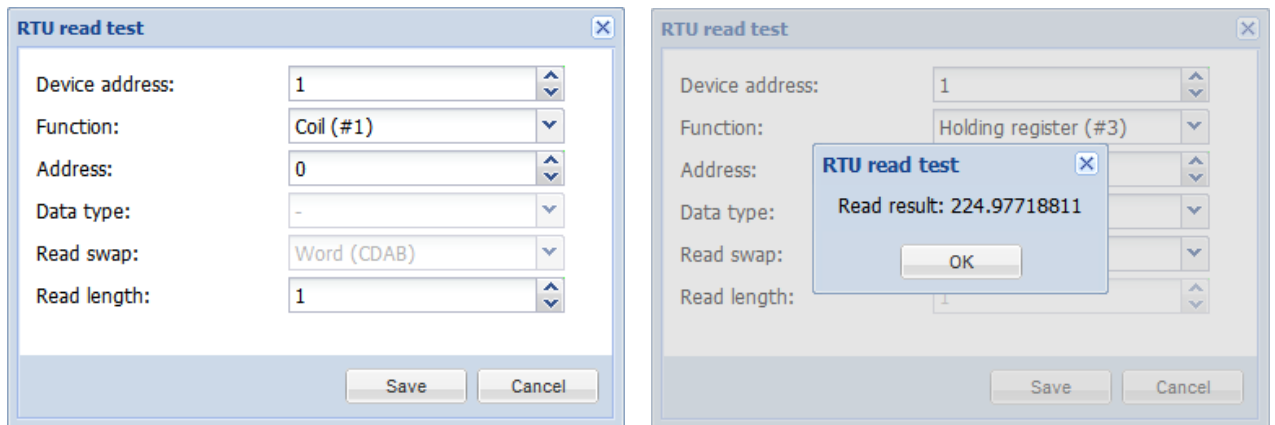 RTU read test
Device address: 1
Function: Coil (#1)
Address: 0
Data type: -
Read swap: Word (CDAB)
Read length: 1
Save Cancel
RTU read test
Device address: 1
Function: Holding register (#3)
Address:
Data type:
Read swap:
Read length: 1
RTU read test
Read result: 224.97718811
OK
Save Cancel